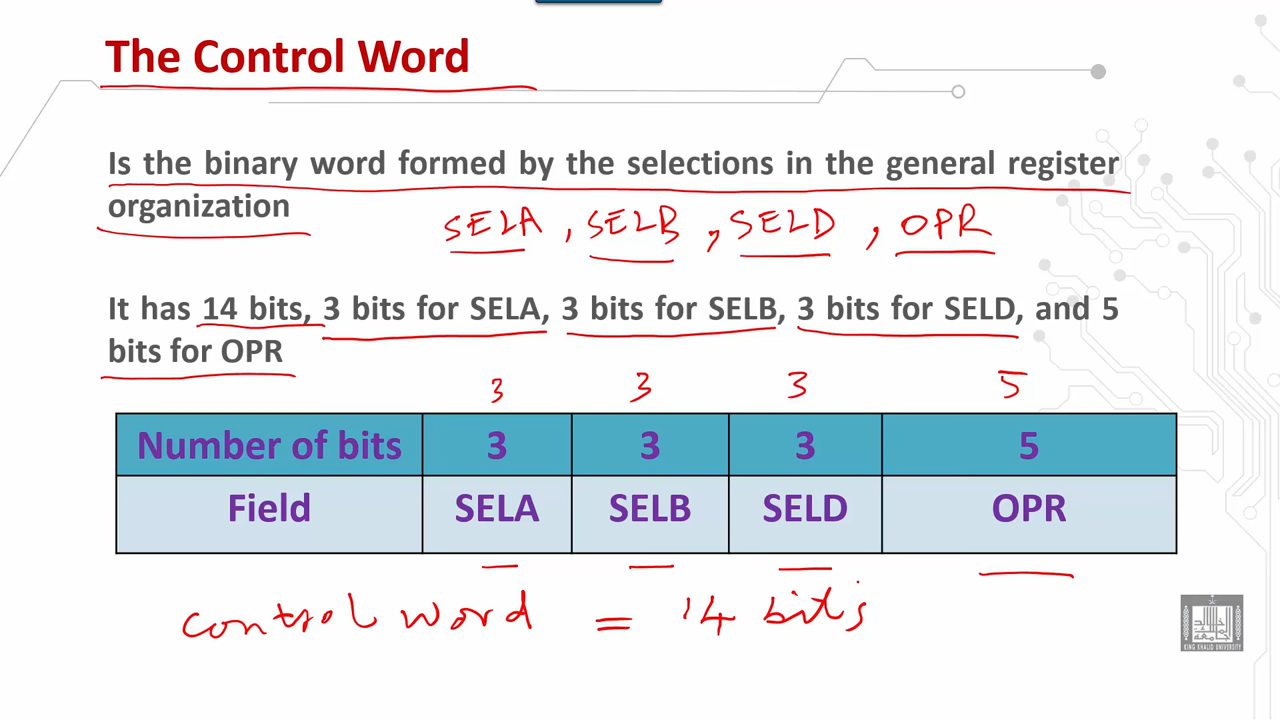 The Control Word
Is the binary word formed by the selections in the general register
organization
SELA, SELB, SELD, OPR
It has 14 bits, 3 bits for SELA, 3 bits for SELB, 3 bits for SELD, and 5
bits for OPR
3 3 3 5
Number of bits 3 3 3 5
Field SELA SELB SELD OPR
control word = 14 bits
KING KHALID UNIVERSITY